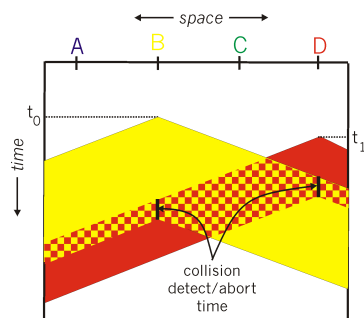 space
A B C D
t0
t1
time
collision
detect/abort
time